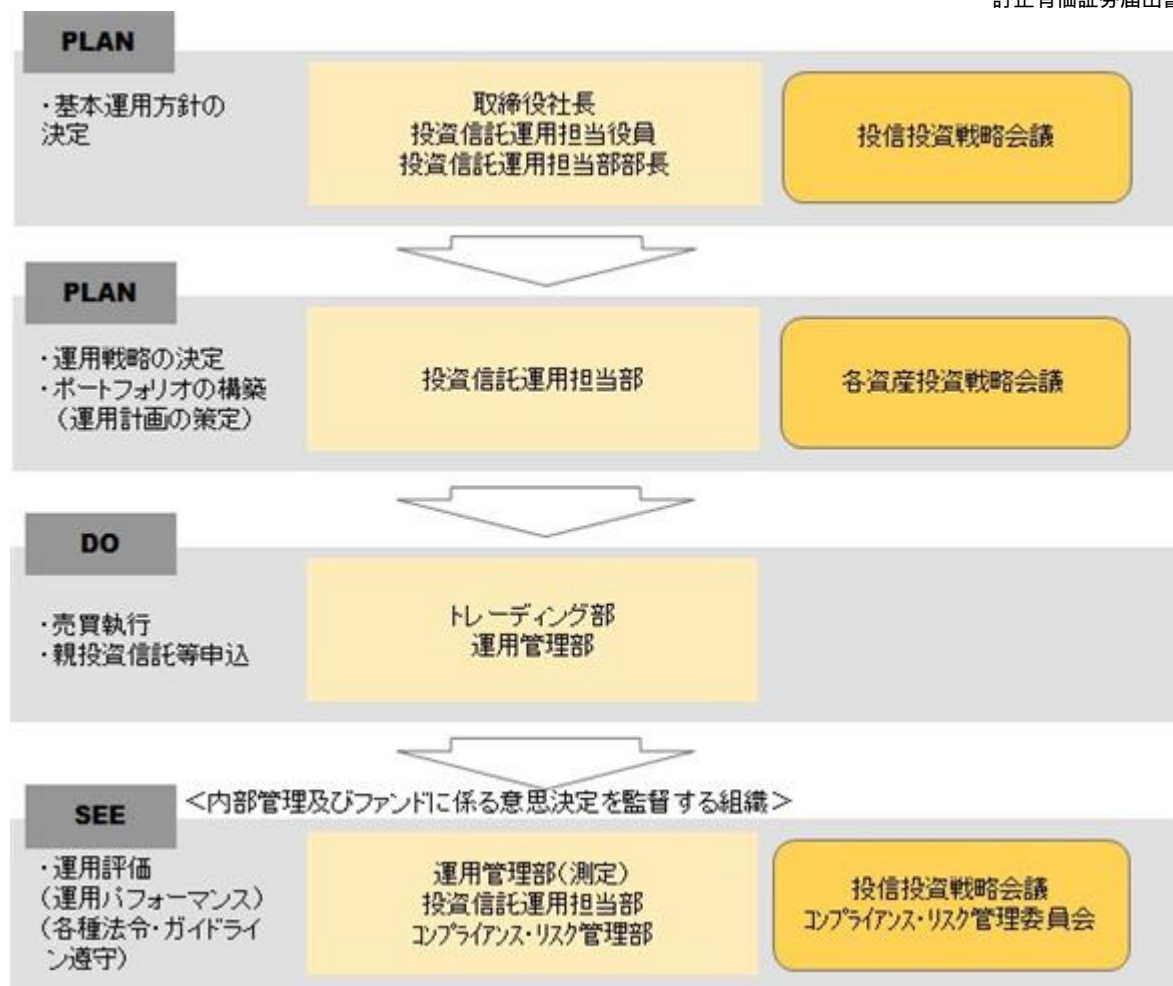 訂正有価証券届出書
PLAN
・基本運用方針の
決定
取締役社長
投資信託運用担当役員
投資信託運用担当部部長
投信投資戦略会議
PLAN
・運用戦略の決定
・ポートフォリオの構築
（運用計画の策定）
投資信託運用担当部
各資産投資戦略会議
DO
・売買執行
・親投資信託等申込
トレーディング部
運用管理部
SEE
＜内部管理及びファンドに係る意思決定を監督する組織＞
・運用評価
（運用パフォーマンス）
（各種法令・ガイドライ
ン遵守）
運用管理部（測定）
投資信託運用担当部
コンプライアンス・リスク管理部
投信投資戦略会議
コンプライアンス・リスク管理委員会